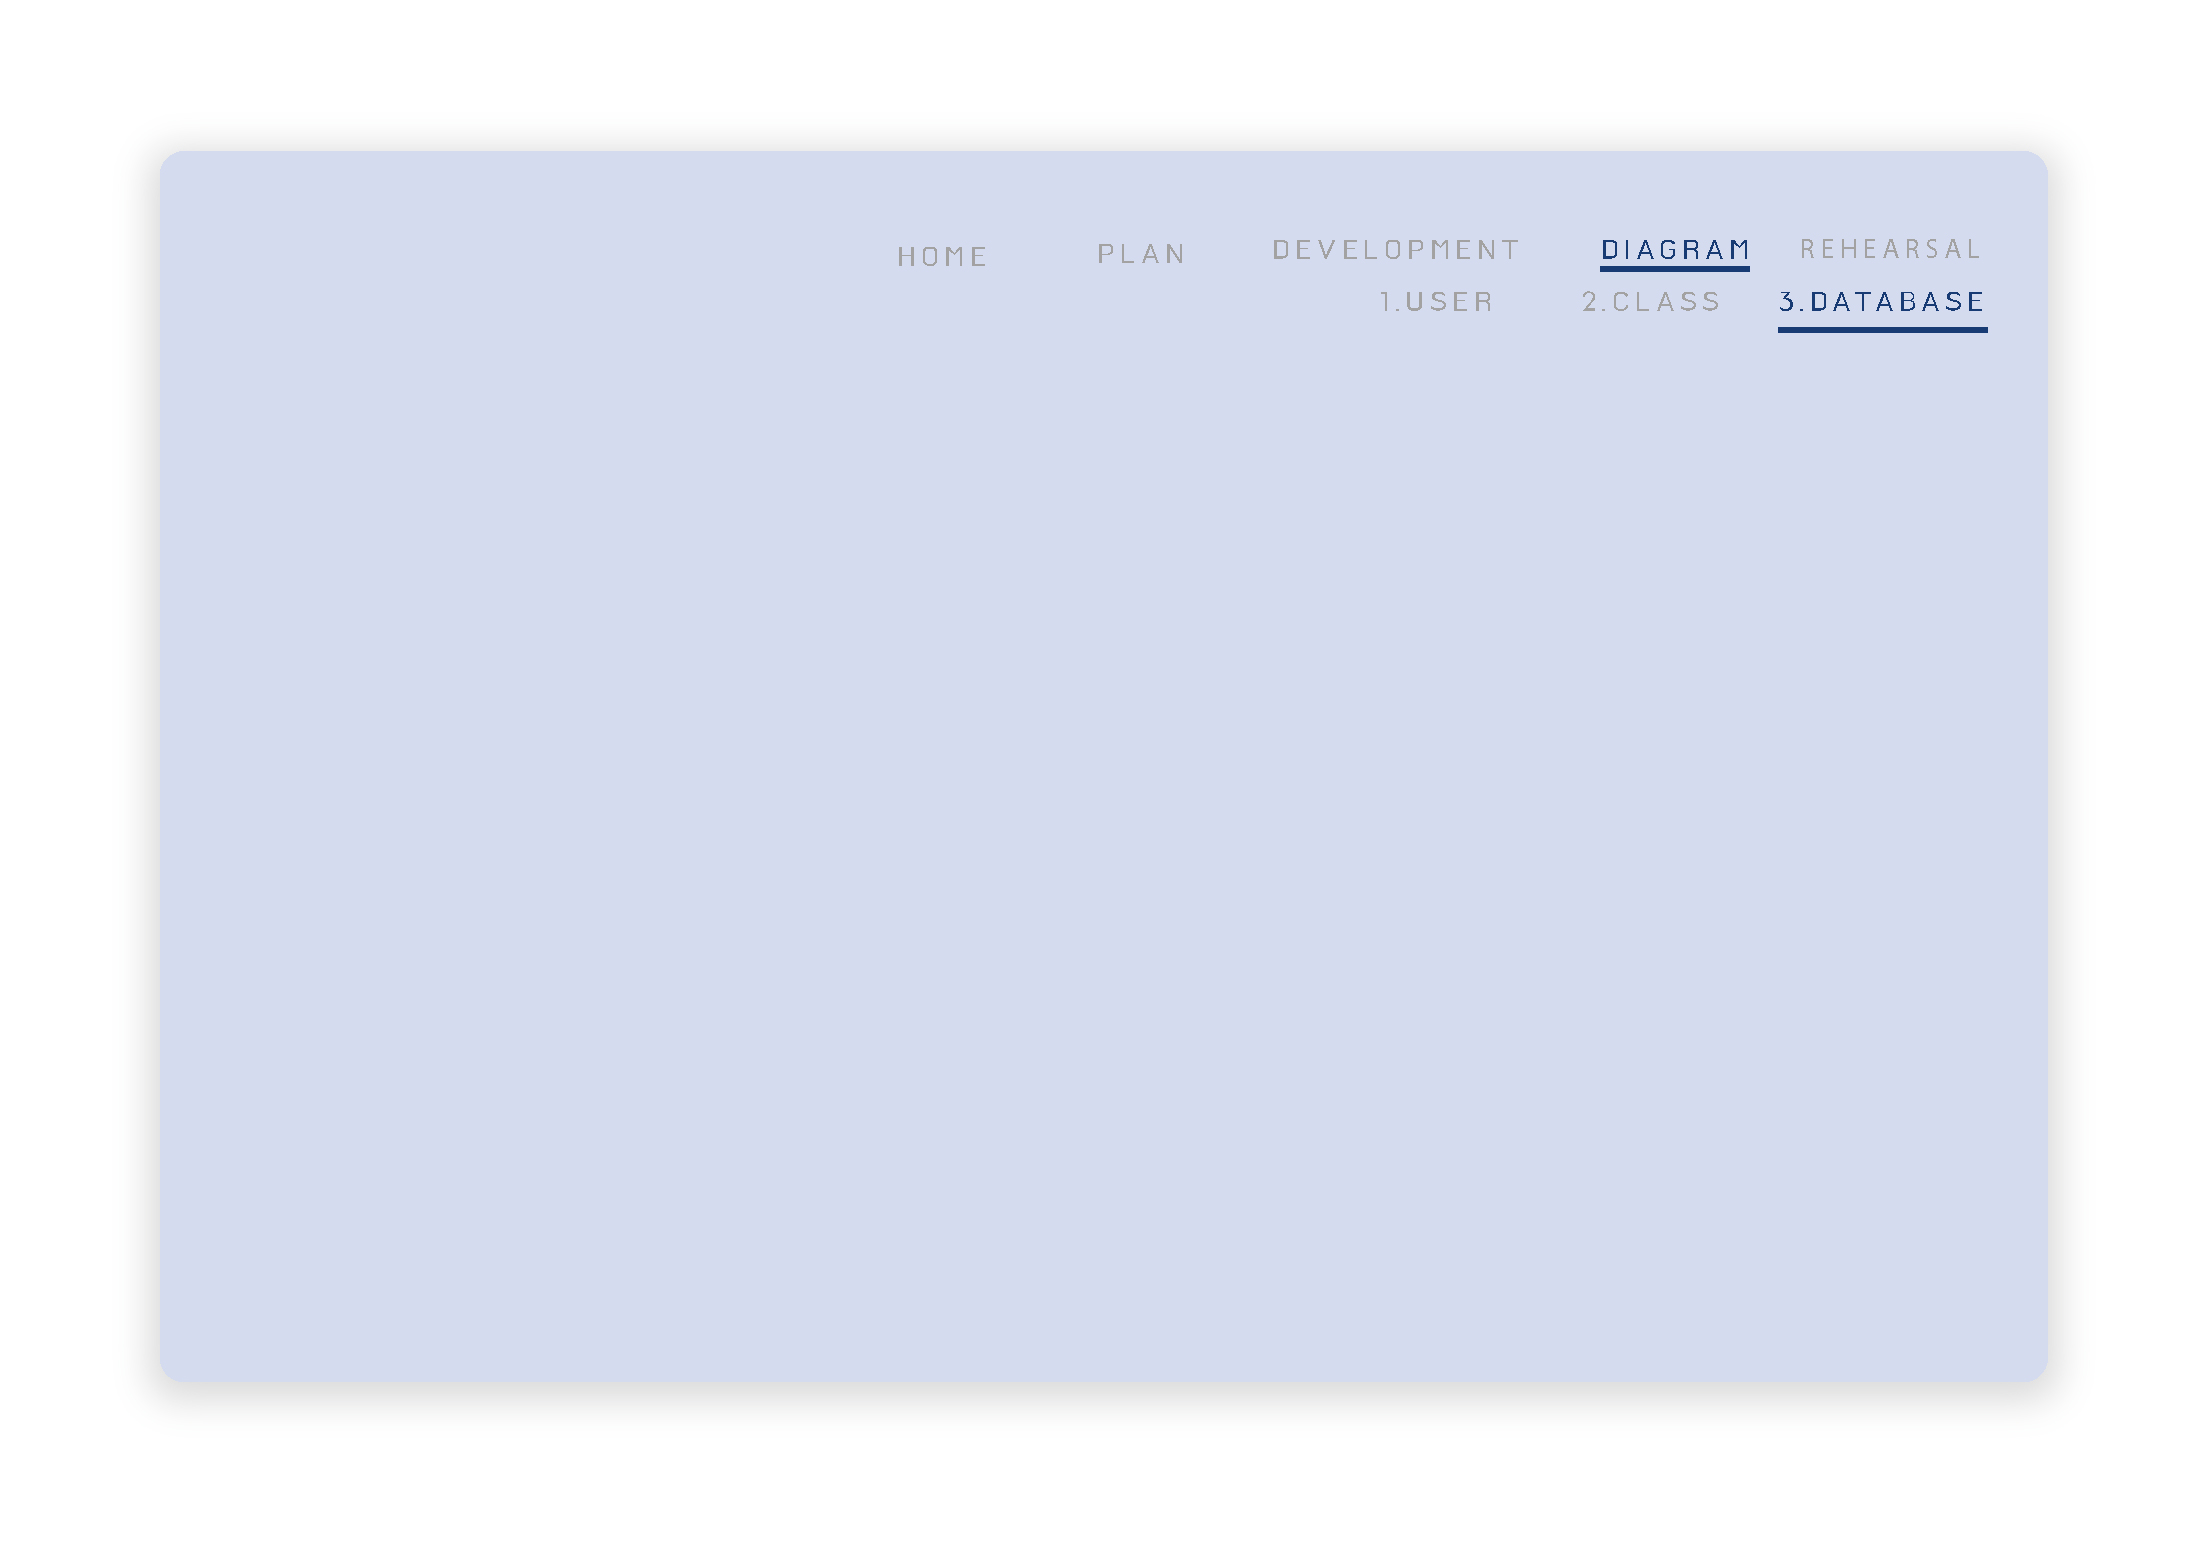 HOME PLAN DEVELOPMENT DIAGRAM REHEARSAL
1.USER 2.CLASS 3.DATABASE